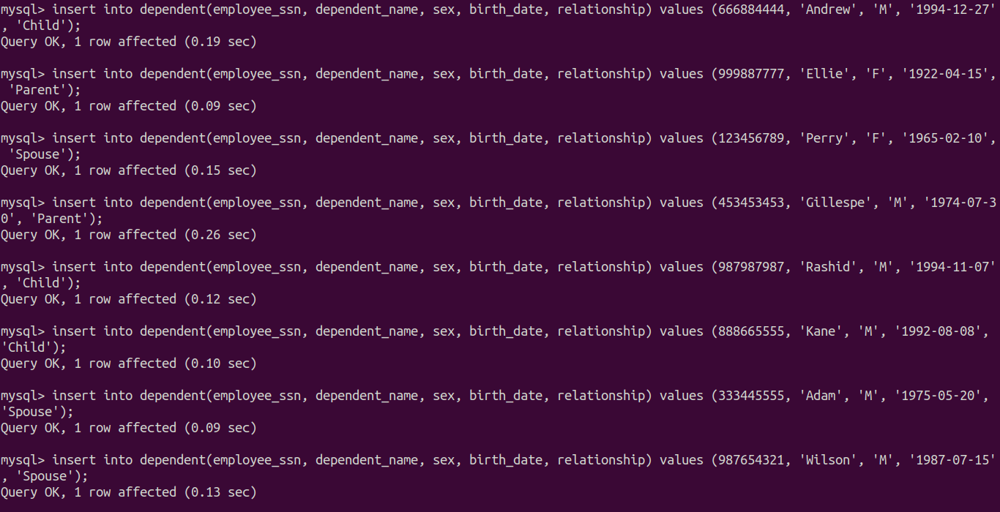 mysql> insert into dependent(employee_ssn, dependent_name, sex, birth_date, relationship) values (666884444, 'Andrew', 'M', '1994-12-27'
, 'Child');
Query OK, 1 row affected (0.19 sec)
mysql> insert into dependent(employee_ssn, dependent_name, sex, birth_date, relationship) values (999887777, 'Ellie', 'F', '1922-04-15',
 'Parent');
Query OK, 1 row affected (0.09 sec)
mysql> insert into dependent(employee_ssn, dependent_name, sex, birth_date, relationship) values (123456789, 'Perry', 'F', '1965-02-10',
 'Spouse');
Query OK, 1 row affected (0.15 sec)
mysql> insert into dependent(employee_ssn, dependent_name, sex, birth_date, relationship) values (453453453, 'Gillespe', 'M', '1974-07-3
0', 'Parent');
Query OK, 1 row affected (0.26 sec)
mysql> insert into dependent(employee_ssn, dependent_name, sex, birth_date, relationship) values (987987987, 'Rashid', 'M', '1994-11-07'
, 'Child');
Query OK, 1 row affected (0.12 sec)
mysql> insert into dependent(employee_ssn, dependent_name, sex, birth_date, relationship) values (888665555, 'Kane', 'M', '1992-08-08',
'Child');
Query OK, 1 row affected (0.10 sec)
mysql> insert into dependent(employee_ssn, dependent_name, sex, birth_date, relationship) values (333445555, 'Adam', 'M', '1975-05-20',
'Spouse');
Query OK, 1 row affected (0.09 sec)
mysql> insert into dependent(employee_ssn, dependent_name, sex, birth_date, relationship) values (987654321, 'Wilson', 'M', '1987-07-15'
, 'Spouse');
Query OK, 1 row affected (0.13 sec)